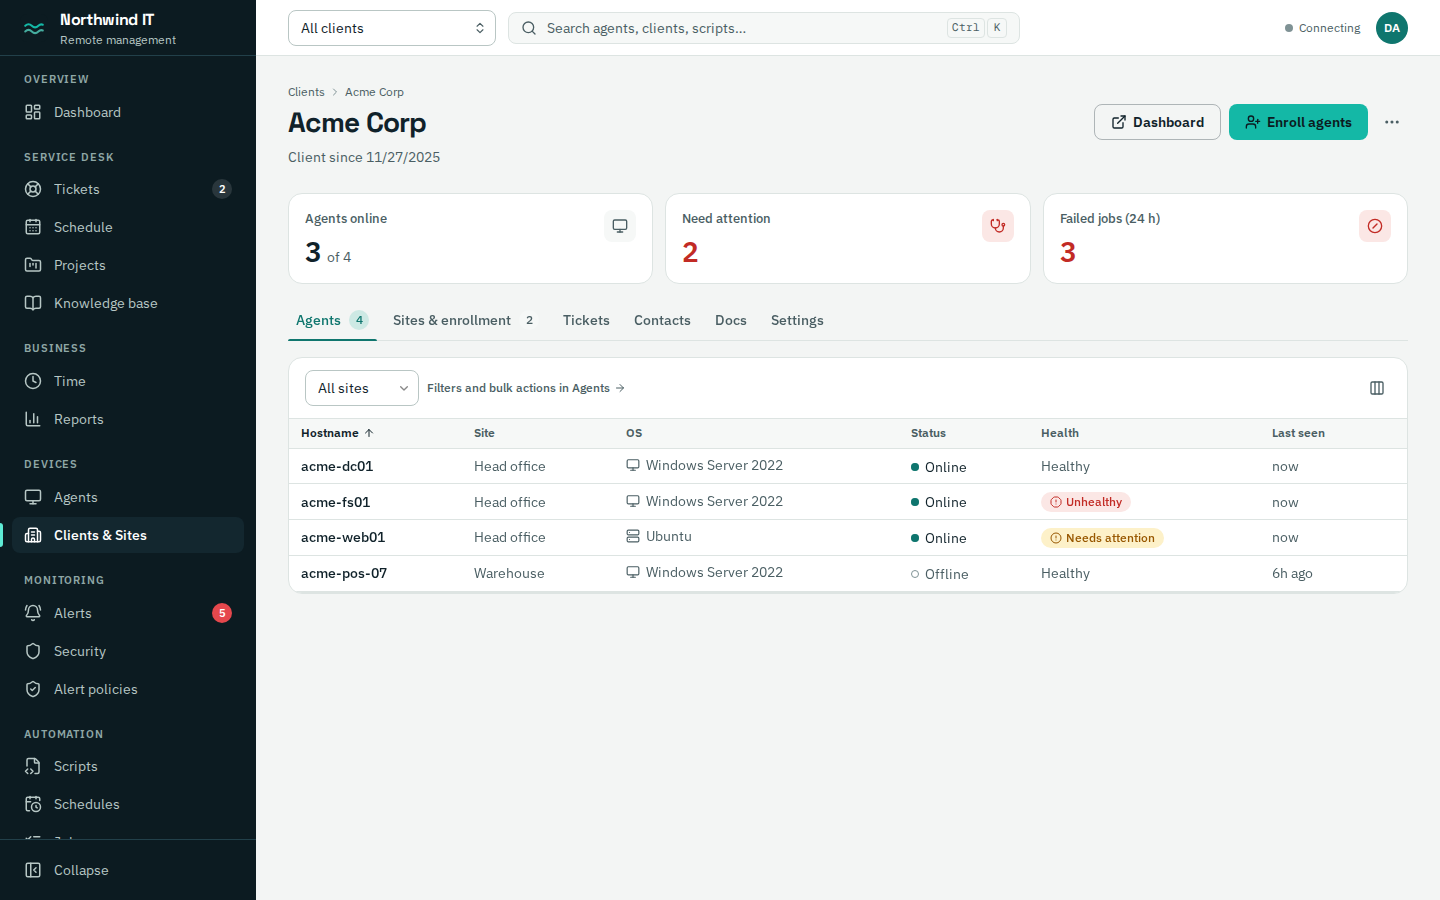 Northwind IT
Remote management
OVERVIEW
Dashboard
SERVICE DESK
Tickets 2
Schedule
Projects
Knowledge base
BUSINESS
Time
Reports
DEVICES
Agents
Clients & Sites
MONITORING
Alerts 5
Security
Alert policies
AUTOMATION
Scripts
Schedules
Collapse
All clients
Search agents, clients, scripts...
Ctrl K
Connecting
DA
Clients > Acme Corp
Acme Corp
Client since 11/27/2025
Dashboard
Enroll agents
Agents online
3 of 4
Need attention
2
Failed jobs (24 h)
3
Agents 4 Sites & enrollment 2 Tickets Contacts Docs Settings
All sites
Filters and bulk actions in Agents →
Hostname ↑ Site OS Status Health Last seen
acme-dc01 Head office Windows Server 2022 Online Healthy now
acme-fs01 Head office Windows Server 2022 Online Unhealthy now
acme-web01 Head office Ubuntu Online Needs attention now
acme-pos-07 Warehouse Windows Server 2022 Offline Healthy 6h ago